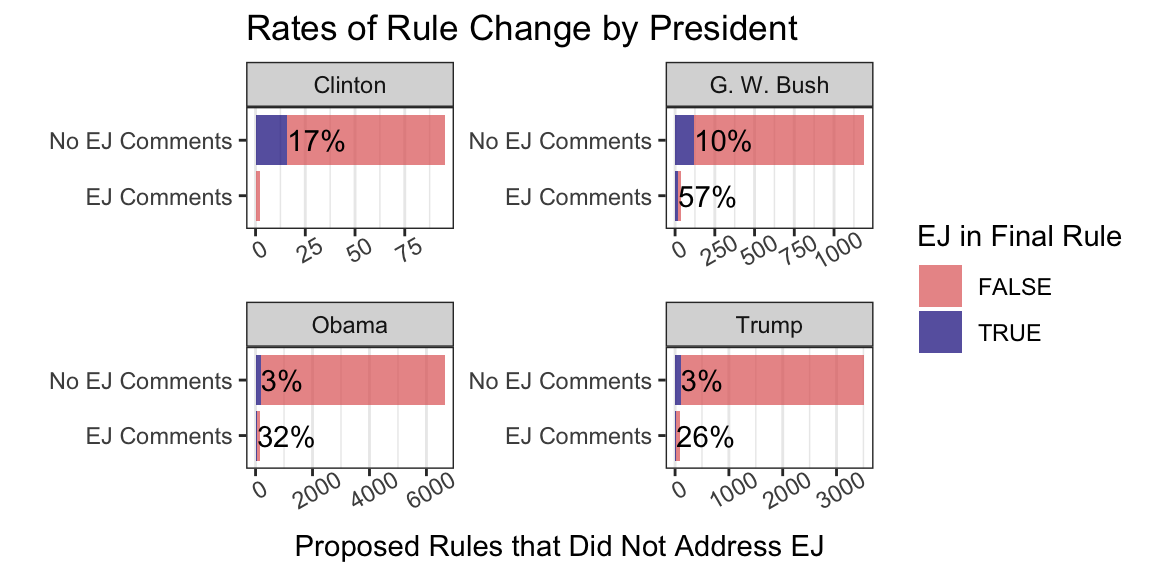 Rates of Rule Change by President
Clinton
No EJ Comments
17%
EJ Comments
0 25 50 75
G. W. Bush
No EJ Comments
10%
EJ Comments
57%
0 250 500 750 1000
Obama
No EJ Comments
3%
EJ Comments
32%
0 2000 4000 6000
Trump
No EJ Comments
3%
EJ Comments
26%
0 1000 2000 3000
Proposed Rules that Did Not Address EJ
EJ in Final Rule
FALSE
TRUE